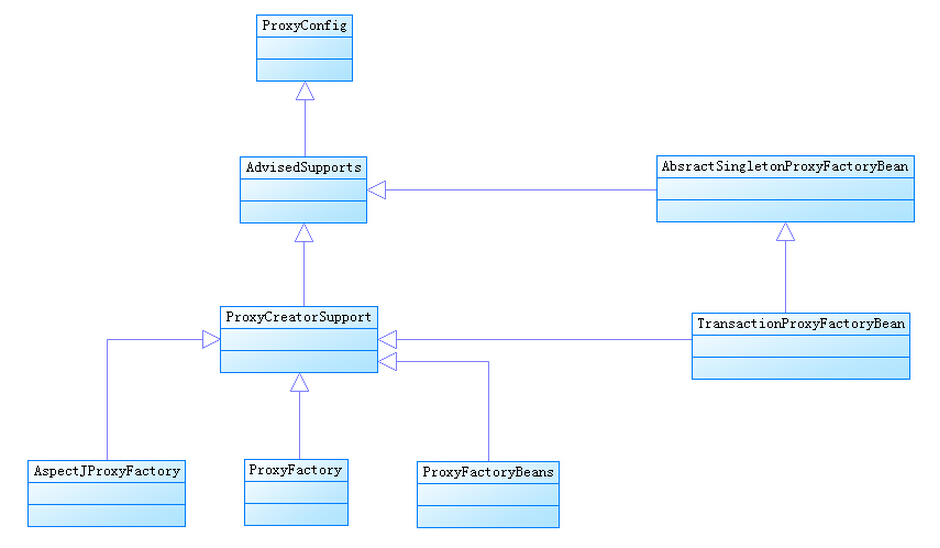 ProxyConfig
AdvisedSupports
AbsractSingletonProxyFactoryBean
ProxyCreatorSupport
TransactionProxyFactoryBean
AspectJProxyFactory
ProxyFactory
ProxyFactoryBeans